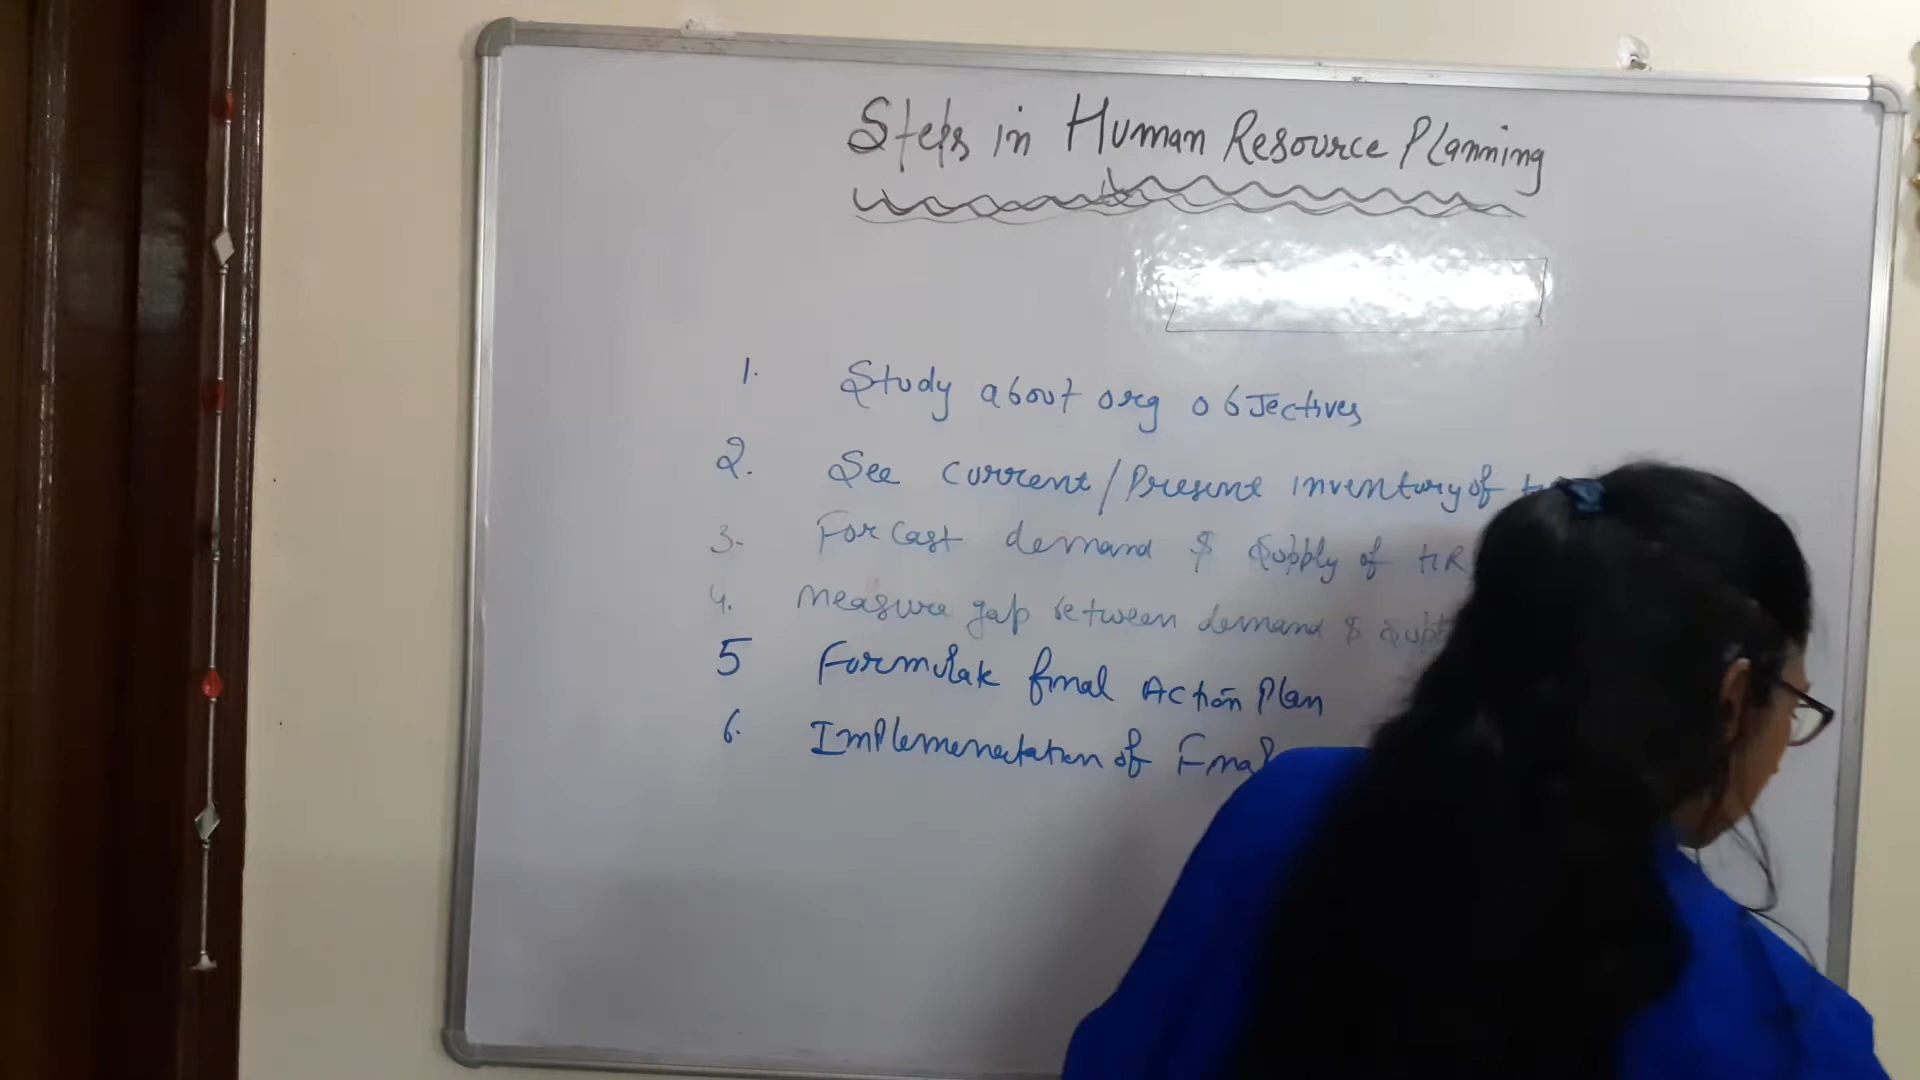 Steps in Human Resource Planning
1. Study about org objectives
2. See current/Present inventory of
3. Forcast demand & Supply of HR
4. measure gap between demand &
5 Formulate final Action Plan
6. Implementation of Final